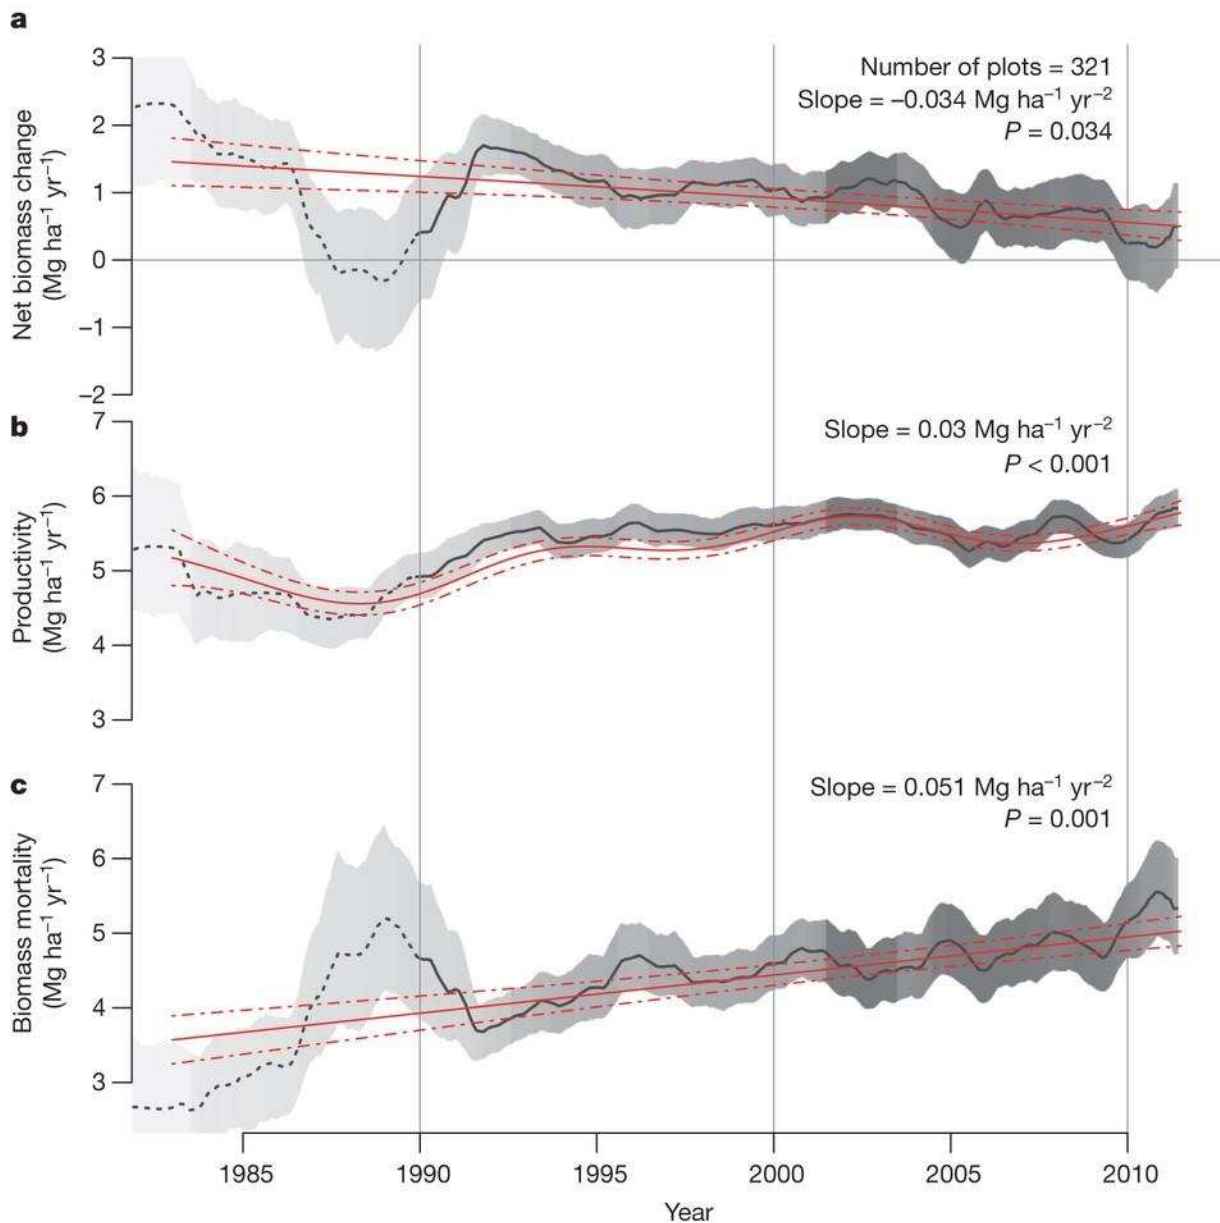 a
3
2
1
0
–1
–2
Net biomass change
(Mg ha⁻¹ yr⁻¹)
Number of plots = 321
Slope = –0.034 Mg ha⁻¹ yr⁻²
P = 0.034
b
7
6
5
4
3
Productivity
(Mg ha⁻¹ yr⁻¹)
Slope = 0.03 Mg ha⁻¹ yr⁻²
P < 0.001
c
7
6
5
4
3
Biomass mortality
(Mg ha⁻¹ yr⁻¹)
Slope = 0.051 Mg ha⁻¹ yr⁻²
P = 0.001
1985 1990 1995 2000 2005 2010
Year